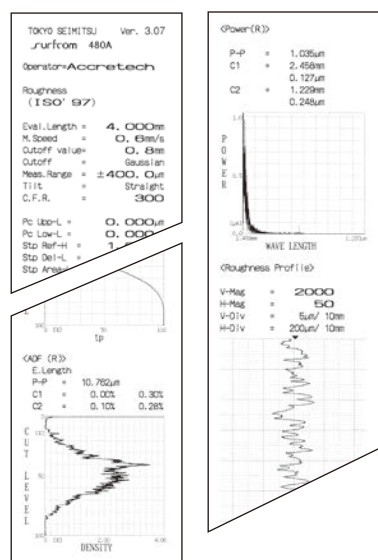 TOKYO SEIMITSU Ver. 3.07
surfcom 480A
Operator=Accretech
Roughness
(ISO' 97)
Eval.Length = 4. 000mm
M.Speed = 0. 6mm/s
Cutoff value= 0. 8mm
Cutoff = Gaussian
Meas.Range = ±400. 0µm
Tilt = Straight
C.F.R. = 300
Pc Upp-L = 0. 000µm
Pc Low-L = 0. 000
Stp Ref-H = 1.
Stp Del-L =
Stp Area
tp
<ADF (R)>
E.Length
P-P = 10.762µm
C1 = 0.00% 0.30%
C2 = 0.10% 0.28%
CUT LEVEL
DENSITY
<Power(R)>
P-P = 1.035µm
C1 = 2.458mm
0.127µm
C2 = 1.229mm
0.248µm
POWER
WAVE LENGTH
<Roughness Profile>
V-Mag = 2000
H-Mag = 50
V-Div = 5µm/ 10mm
H-Div = 200µm/ 10mm